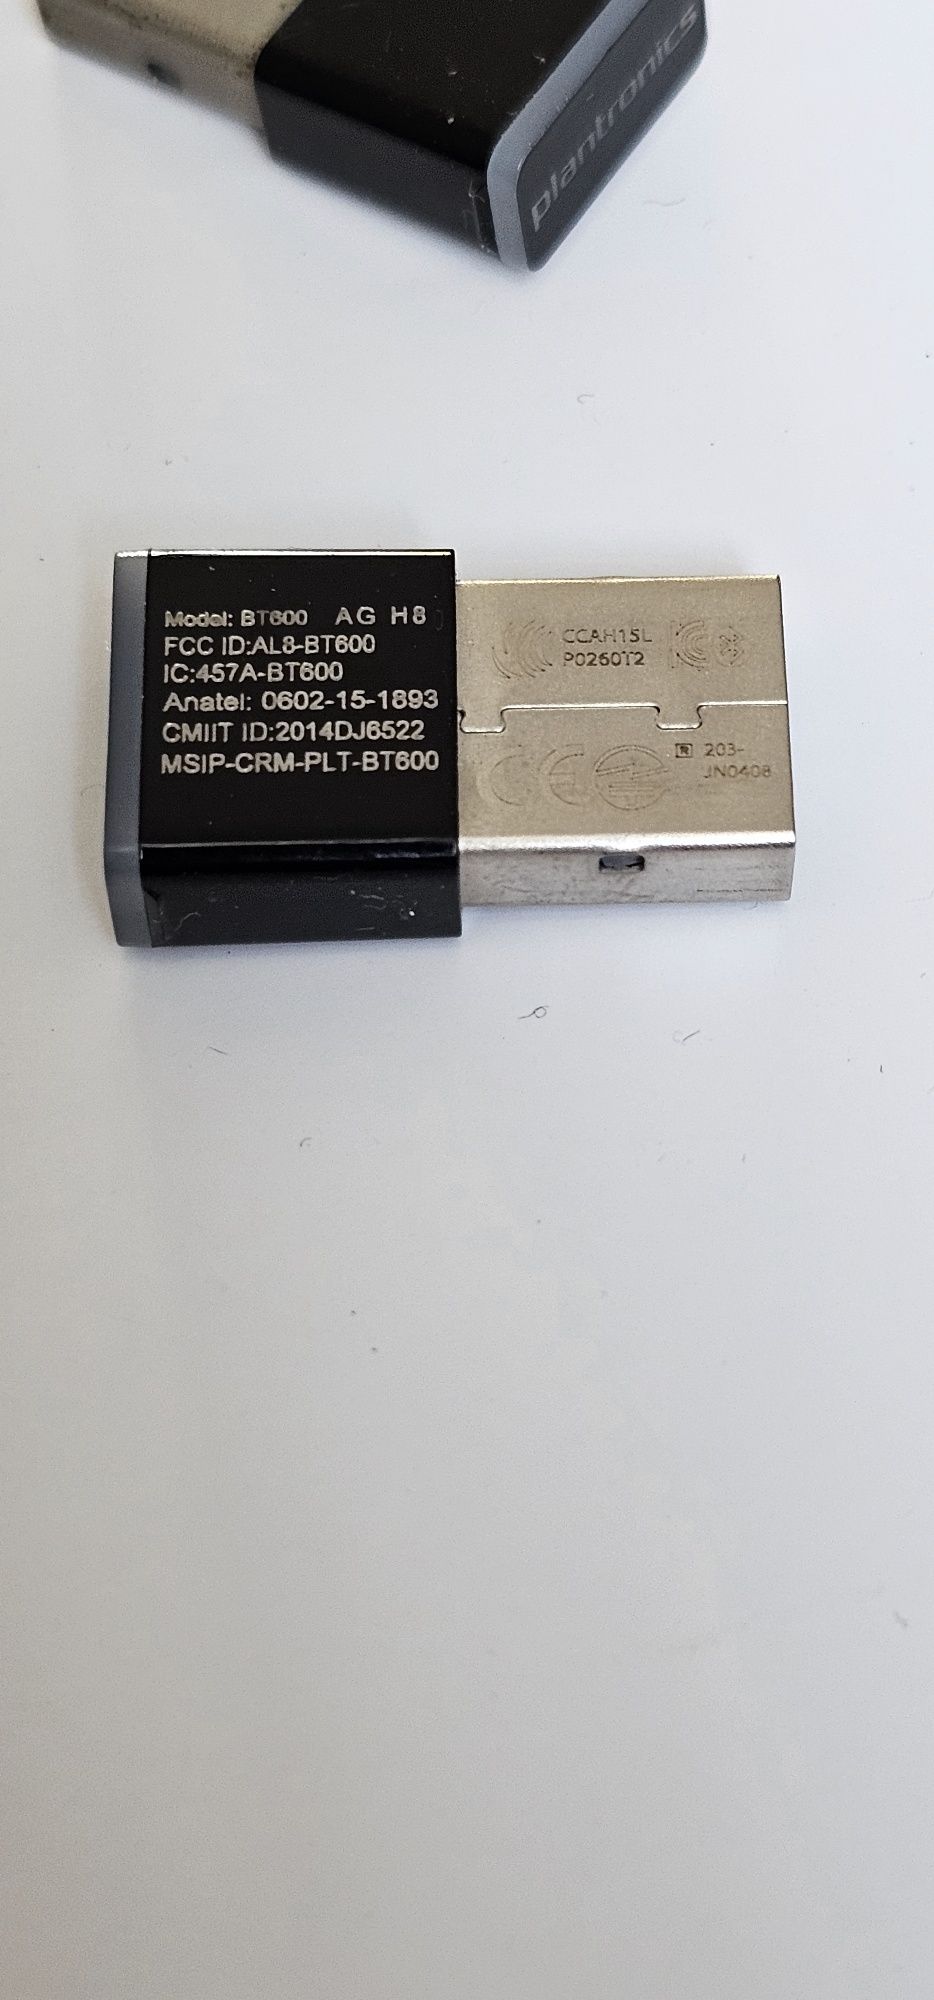 plantronics
Model: BT600 AG H8
FCC ID:AL8-BT600
IC:457A-BT600
Anatel: 0602-15-1893
CMIIT ID:2014DJ6522
MSIP-CRM-PLT-BT600
CCAH15L
P0260T2
CE
R 203-
JN0408